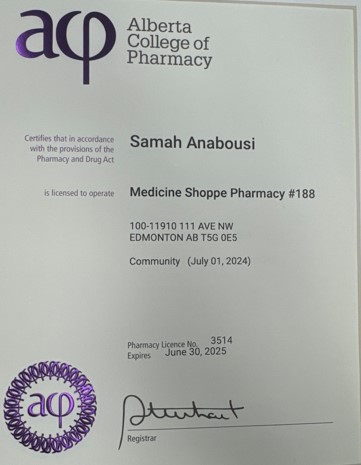 acp
Alberta
College of
Pharmacy
Certifies that in accordance
with the provisions of the
Pharmacy and Drug Act
Samah Anabousi
is licensed to operate
Medicine Shoppe Pharmacy #188
100-11910 111 AVE NW
EDMONTON AB T5G 0E5
Community (July 01, 2024)
Pharmacy Licence No. 3514
Expires June 30, 2025
acp
Registrar